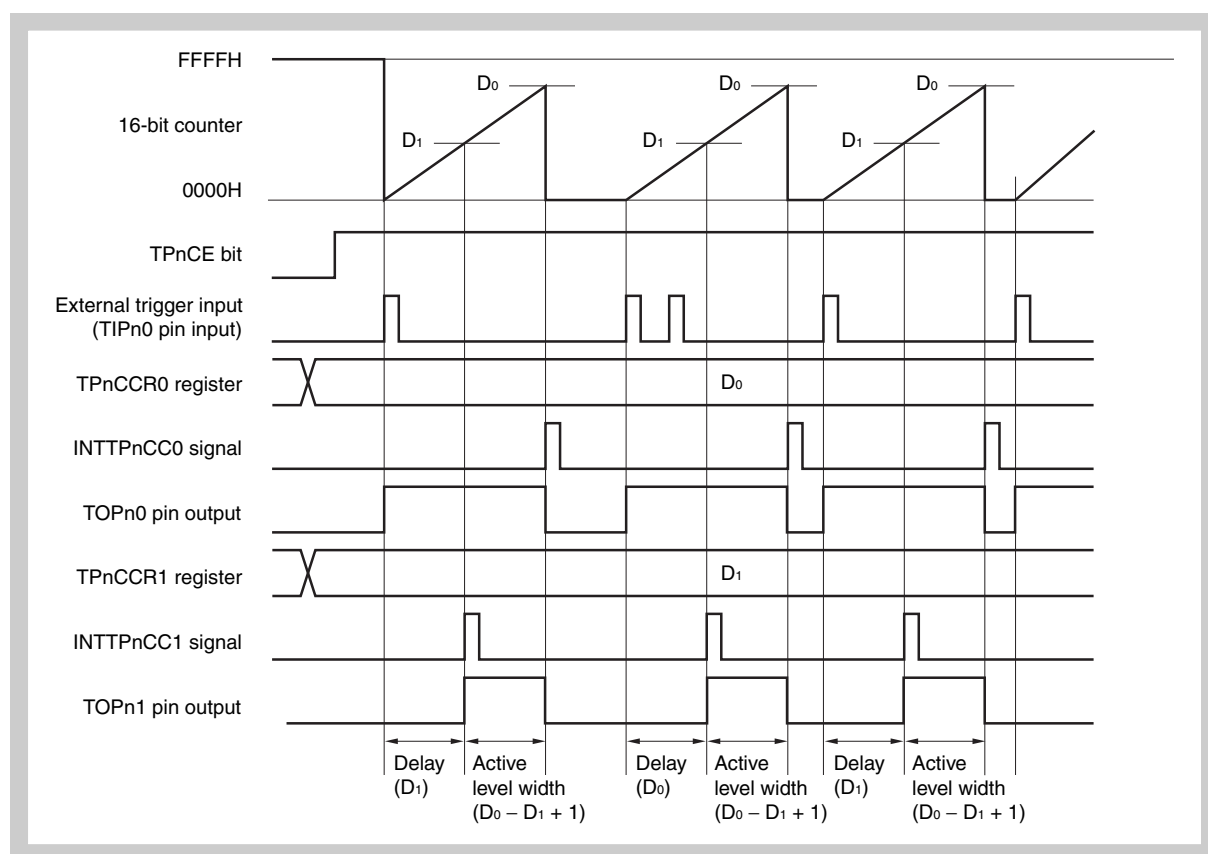 FFFFH
D₀
D₀
D₀
16-bit counter
D₁
D₁
D₁
0000H
TPnCE bit
External trigger input
(TIPn0 pin input)
TPnCCR0 register
D₀
INTTPnCC0 signal
TOPn0 pin output
TPnCCR1 register
D₁
INTTPnCC1 signal
TOPn1 pin output
Delay
(D₁)
Active
level width
(D₀ – D₁ + 1)
Delay
(D₀)
Active
level width
(D₀ – D₁ + 1)
Delay
(D₁)
Active
level width
(D₀ – D₁ + 1)